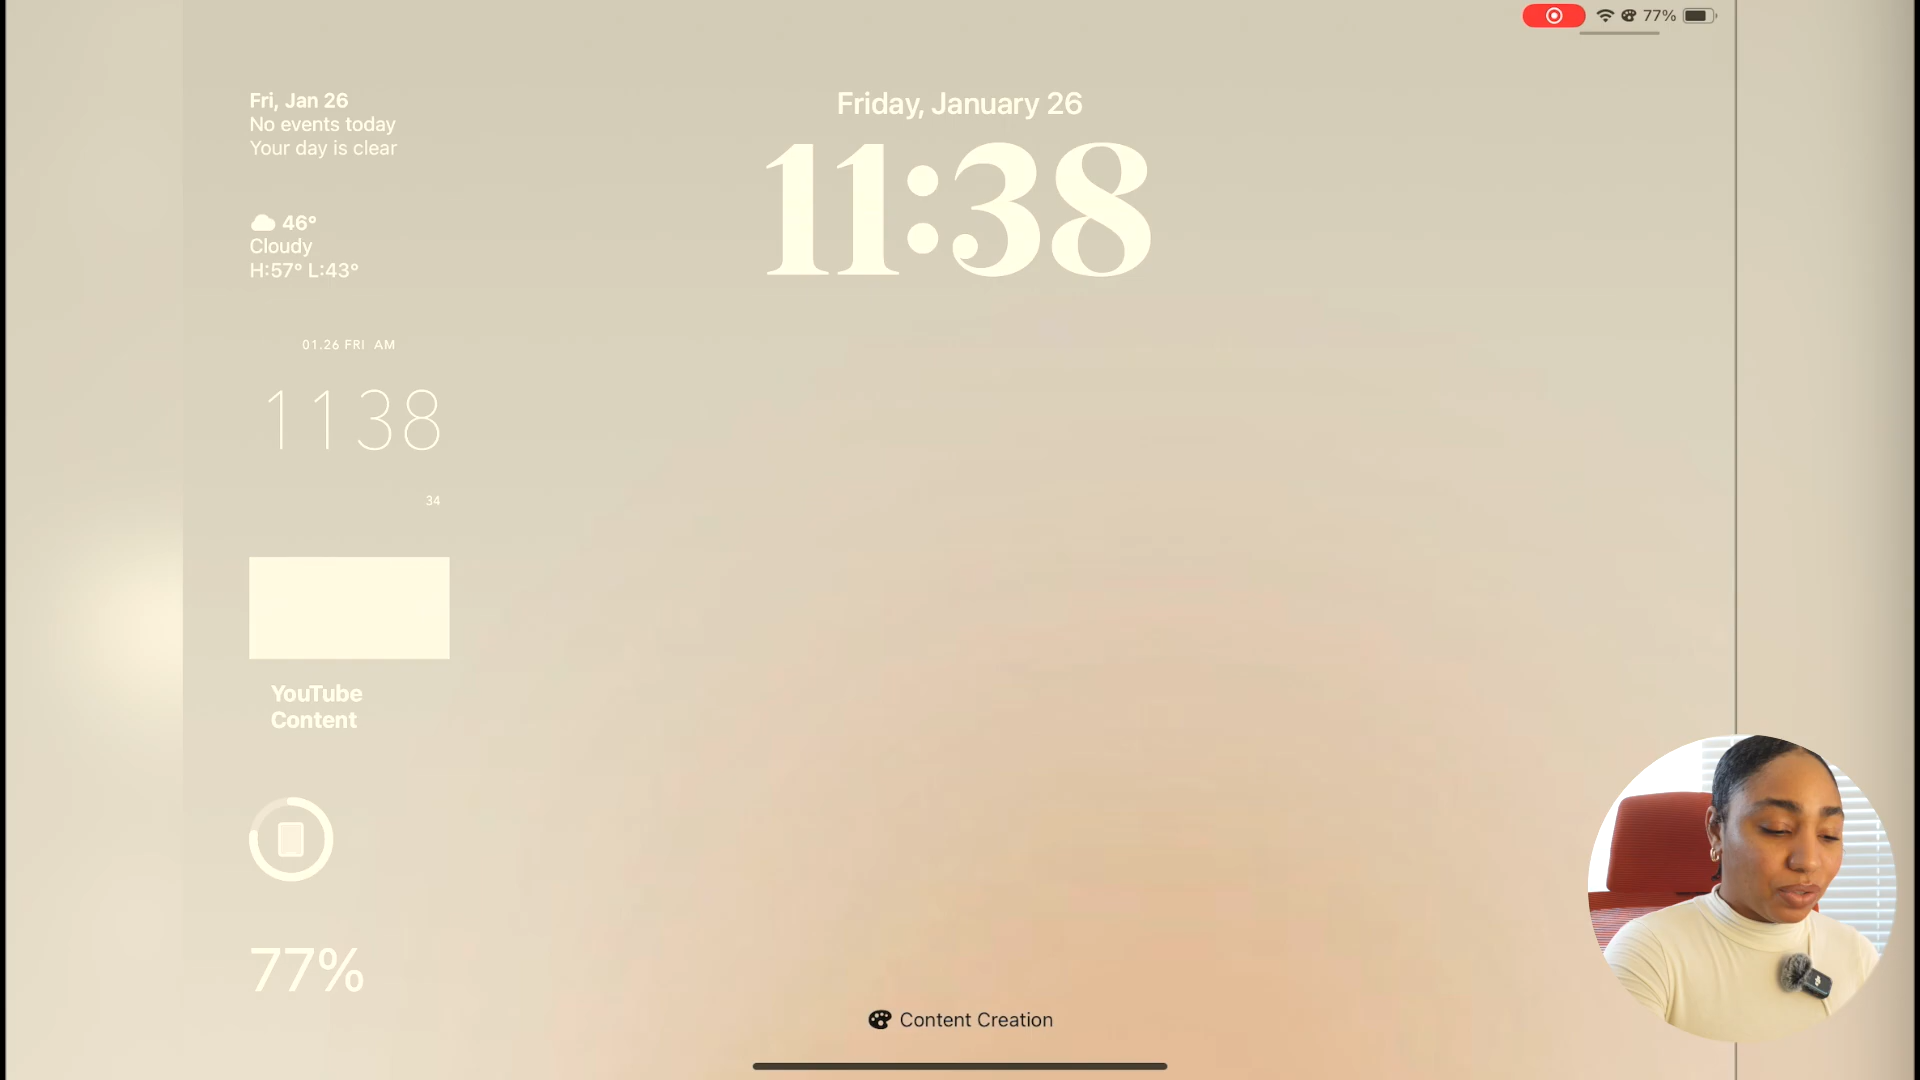 77%
Fri, Jan 26
No events today
Your day is clear
46°
Cloudy
H:57° L:43°
01.26 FRI AM
1138
34
YouTube
Content
77%
Friday, January 26
11:38
Content Creation